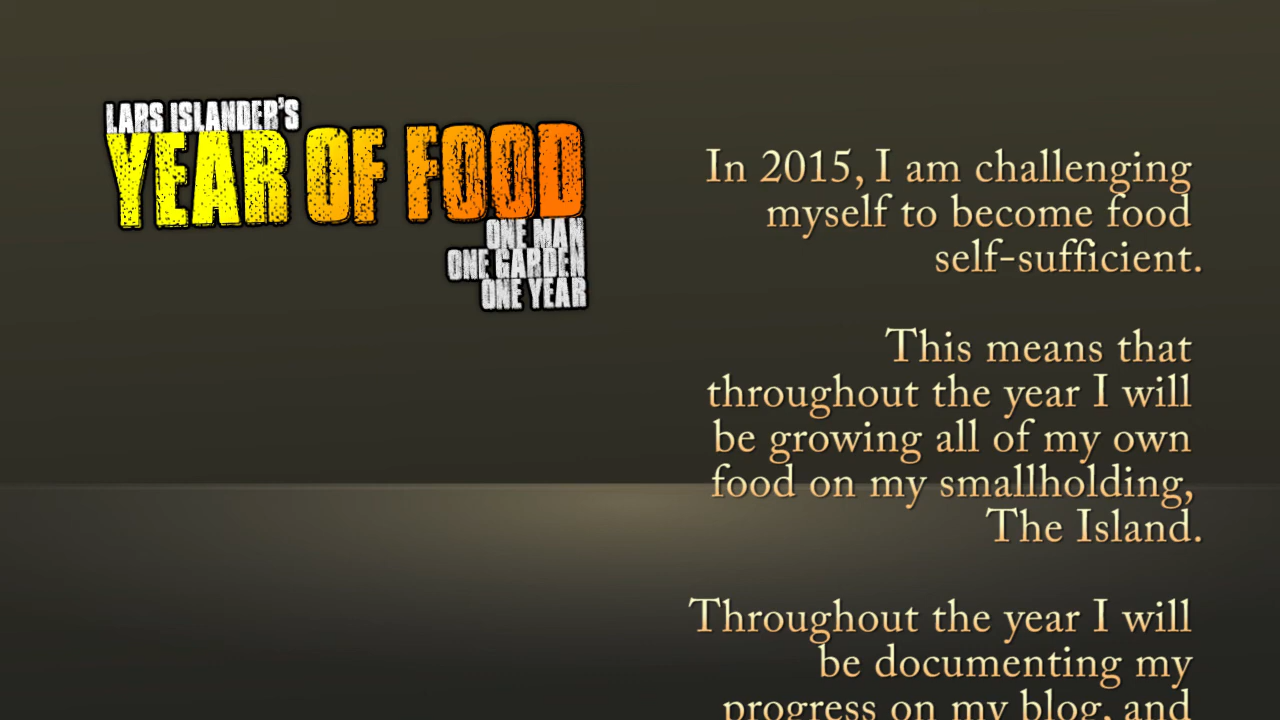 LARS ISLANDER'S
YEAR OF FOOD
ONE MAN
ONE GARDEN
ONE YEAR
In 2015, I am challenging
myself to become food
self-sufficient.
This means that
throughout the year I will
be growing all of my own
food on my smallholding,
The Island.
Throughout the year I will
be documenting my
progress on my blog, and